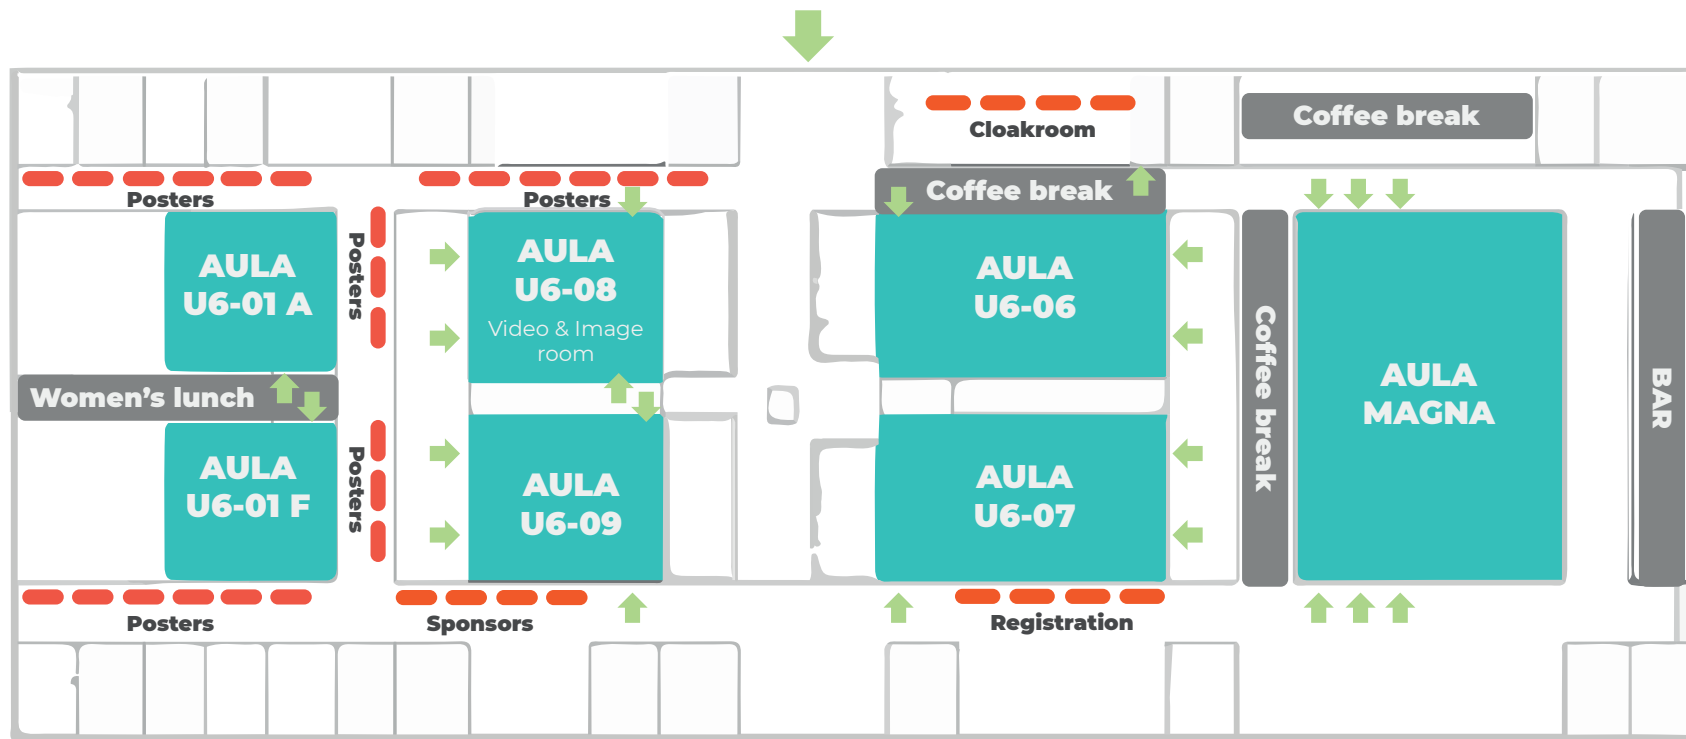 Cloakroom
Coffee break
Coffee break
Posters
Posters
Posters
AULA
U6-01 A
AULA
U6-08
Video & Image
room
AULA
U6-06
Coffee break
AULA
MAGNA
BAR
Women’s lunch
Posters
AULA
U6-01 F
AULA
U6-09
AULA
U6-07
Posters
Sponsors
Registration